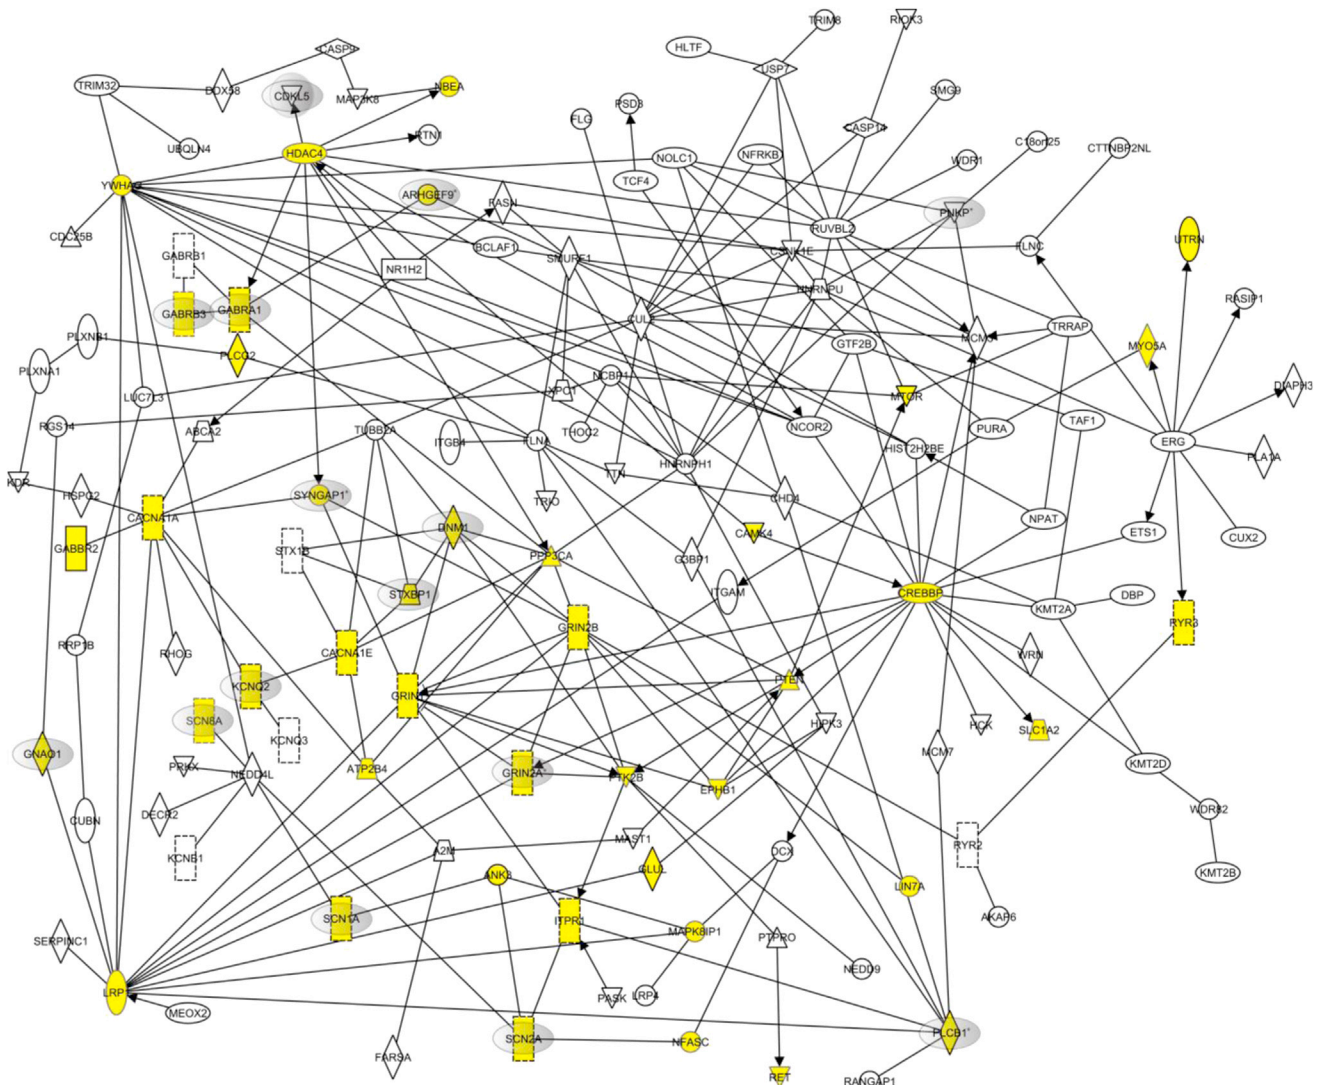 TRIM8
RIOK3
HLTF
CASP9
USP7
TRIM32
DDX58
CDKL5
MAP3K8
NBEA
SMG9
PSD3
FLG
CASP14
RTN1
C18orf25
CTTNBP2NL
UBQLN4
HDAC4
NOLC1
NFRKB
WDR1
TCF4
YWHAG
ARHGEF9*
FASN
PNKP*
RUVBL2
CDC25B
BCLAF1
CSNK1E
FLNC
UTRN
GABRB1
SMURF1
NR1H2
HNRNPU
RASIP1
GABRB3
GABRA1
CUL2
TRRAP
PLXNB1
GTF2B
MCM3
MYO5A
PLCG2
PLXNA1
NCBP1
DIAPH3
LUC7L3
XPO1
MTOR
RGS14
ABCA2
TUBB2A
ITGB4
FLNA
THOC2
NCOR2
PURA
TAF1
HIST2H2BE
ERG
PLA1A
KDR
HSPG2
TTN
HNRNPH1
SYNGAP1*
TRIO
CHD4
CACNA1A
NPAT
ETS1
CUX2
GABBR2
STX1B
DNM1
PPP3CA
CAMK4
G3BP1
ITGAM
STXBP1
CREBBP
KMT2A
DBP
GRIN2B
RYR3
RRP1B
RHOG
CACNA1E
WRN
KCNQ2
GRIN1
PTEN
SCN8A
KCNQ3
HIPK3
HCK
SLC1A2
GNAO1
PRKX
NEDD4L
ATP2B4
GRIN2A*
PTK2B
EPHB1
MCM7
KMT2D
DECR2
CUBN
WDR82
KCNB1
A2M
MAST1
DCX
RYR2
KMT2B
ANK3
GLUL
LIN7A
SCN1A
ITPR1
MAPK8IP1
AKAP6
SERPINC1
PTPRO
NEDD9
LRP1
PASK
LRP4
MEOX2
SCN2A
NFASC
PLCB1*
FARSA
RET
RANGAP1